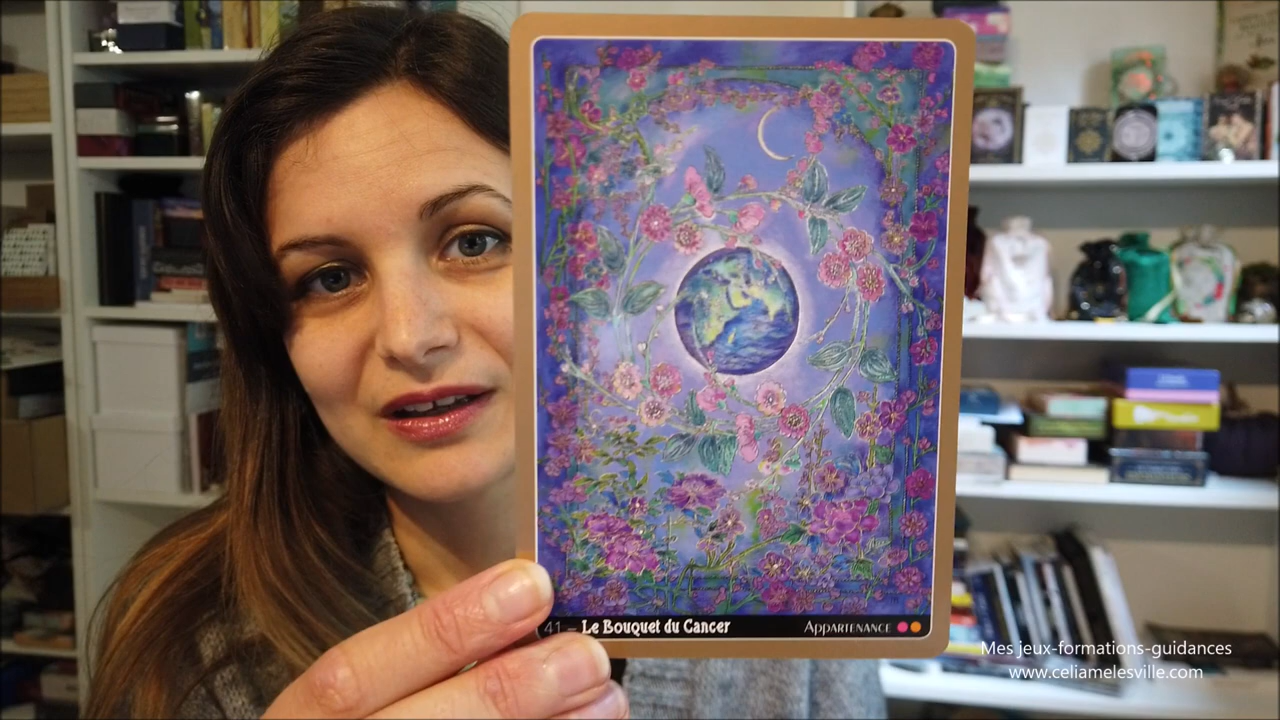 41 – Le Bouquet du Cancer
Appartenance
Mes jeux-formations-guidances
www.celiamelesville.com